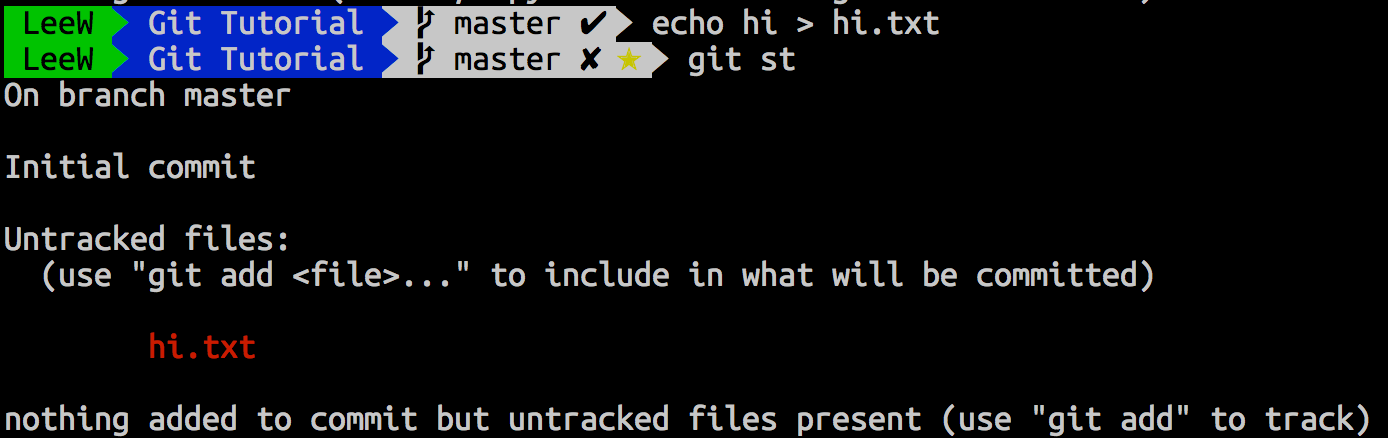 LeeW Git Tutorial master ✔ echo hi > hi.txt
LeeW Git Tutorial master ✘ ★ git st
On branch master
Initial commit
Untracked files:
(use "git add <file>..." to include in what will be committed)
hi.txt
nothing added to commit but untracked files present (use "git add" to track)